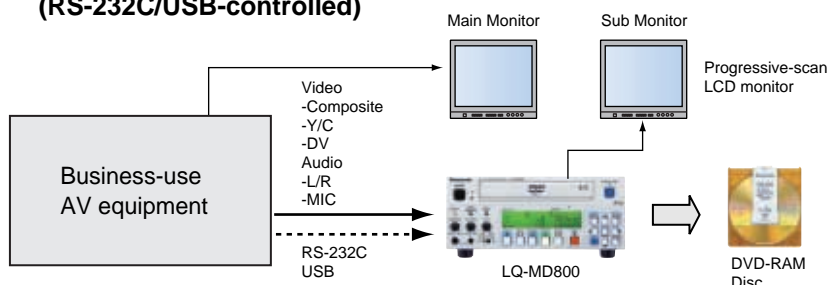 (RS-232C/USB-controlled)
Main Monitor
Sub Monitor
Progressive-scan
LCD monitor
Video
-Composite
-Y/C
-DV
Audio
-L/R
-MIC
Business-use
AV equipment
RS-232C
USB
LQ-MD800
DVD-RAM
Disc